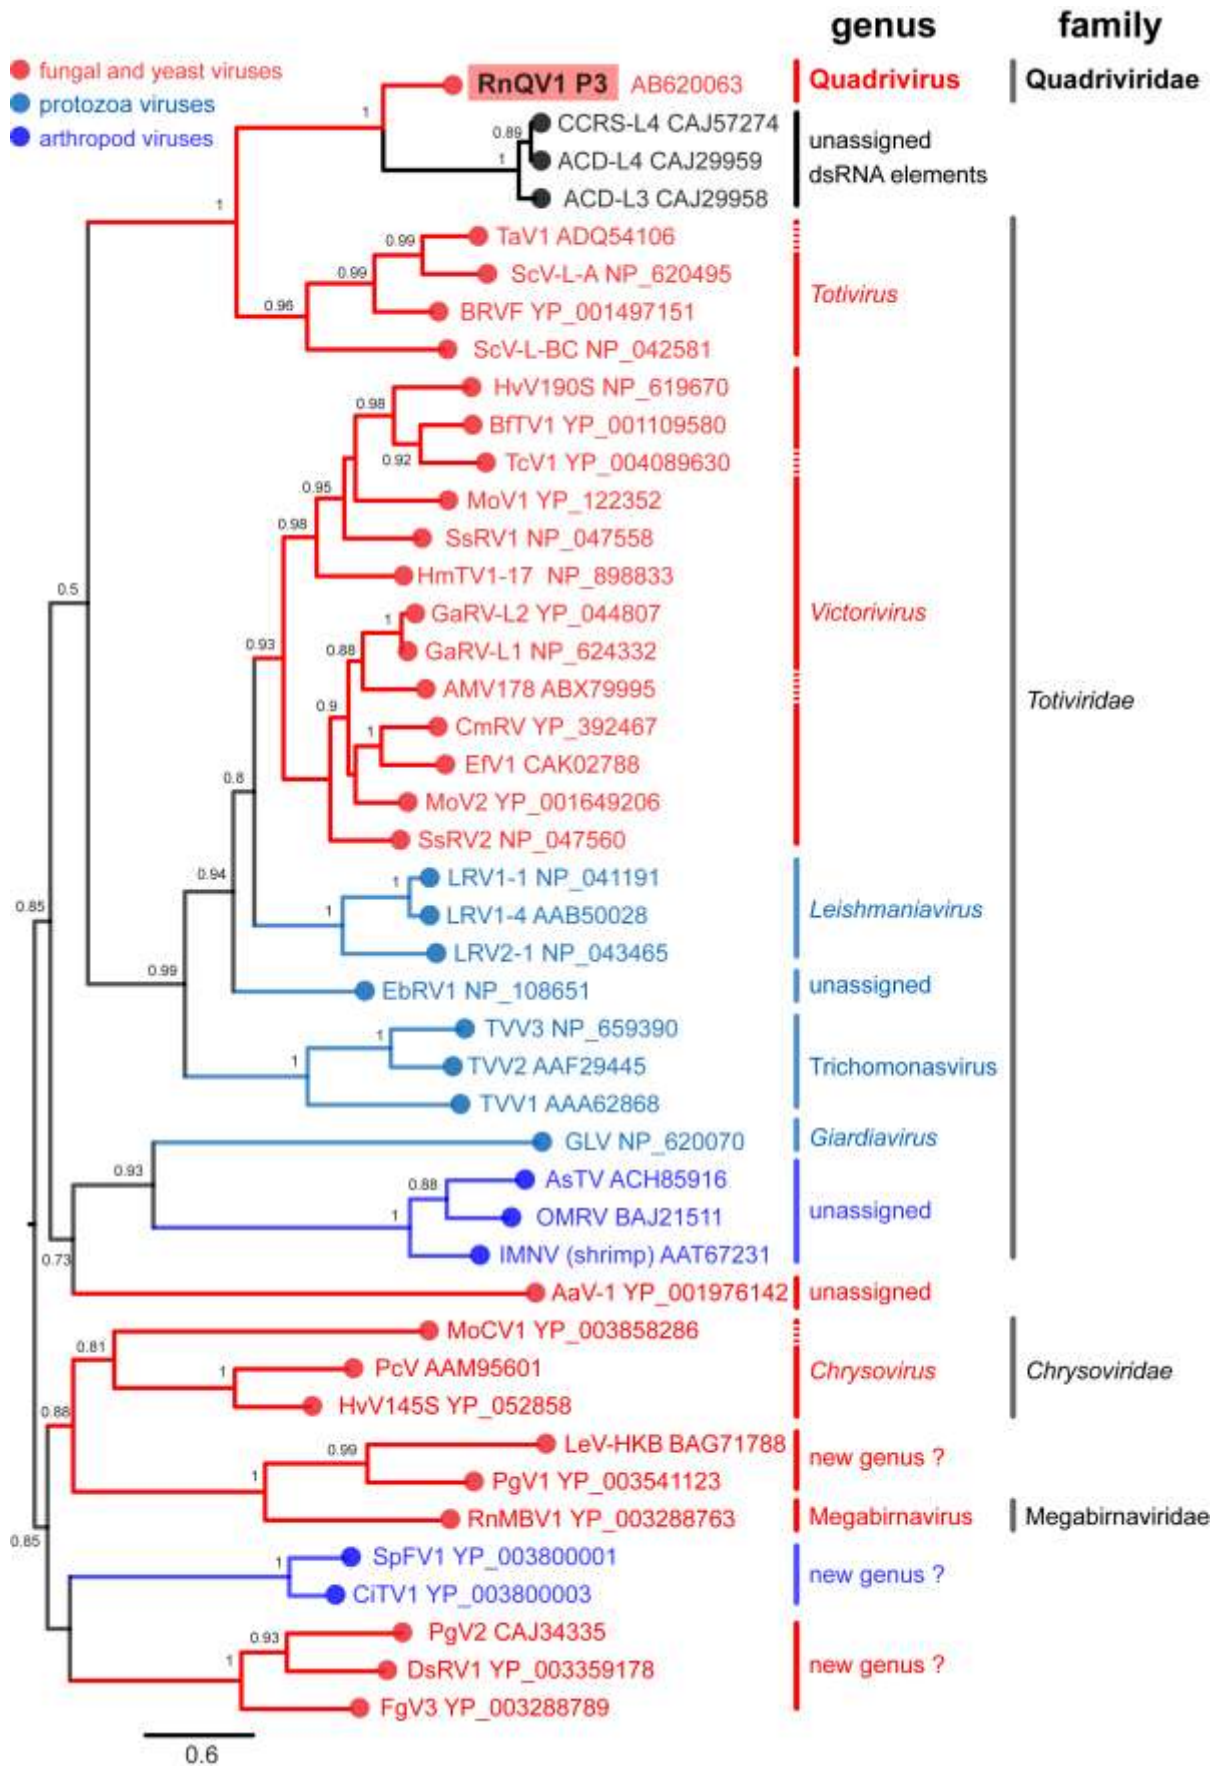 genus family
fungal and yeast viruses
protozoa viruses
arthropod viruses
RnQV1 P3 AB620063 Quadrivirus Quadriviridae
1
0.89 CCRS-L4 CAJ57274
unassigned
1 ACD-L4 CAJ29959
dsRNA elements
ACD-L3 CAJ29958
1
TaV1 ADQ54106
0.99
0.99 ScV-L-A NP_620495
Totivirus
0.96 BRVF YP_001497151
ScV-L-BC NP_042581
HvV190S NP_619670
0.98
BfTV1 YP_001109580
0.92 TcV1 YP_004089630
0.95 MoV1 YP_122352
0.98 SsRV1 NP_047558
HmTV1-17 NP_898833
0.5
1 GaRV-L2 YP_044807 Victorivirus
0.93 0.88 GaRV-L1 NP_624332
AMV178 ABX79995
Totiviridae
0.9
1 CmRV YP_392467
EfV1 CAK02788
0.8
MoV2 YP_001649206
SsRV2 NP_047560
0.94 1 LRV1-1 NP_041191
0.85 1 LRV1-4 AAB50028 Leishmaniavirus
LRV2-1 NP_043465
0.99
EbRV1 NP_108651 unassigned
1 TVV3 NP_659390
1 TVV2 AAF29445 Trichomonasvirus
TVV1 AAA62868
GLV NP_620070 Giardiavirus
0.93
0.88 AsTV ACH85916
1 OMRV BAJ21511 unassigned
0.73 IMNV (shrimp) AAT67231
AaV-1 YP_001976142 unassigned
MoCV1 YP_003858286
0.81
1 PcV AAM95601 Chrysovirus Chrysoviridae
0.88 HvV145S YP_052858
0.99 LeV-HKB BAG71788
new genus ?
1 PgV1 YP_003541123
RnMBV1 YP_003288763 Megabirnavirus Megabirnaviridae
0.85
1 SpFV1 YP_003800001
new genus ?
CiTV1 YP_003800003
0.93 PgV2 CAJ34335
1 DsRV1 YP_003359178 new genus ?
FgV3 YP_003288789
0.6